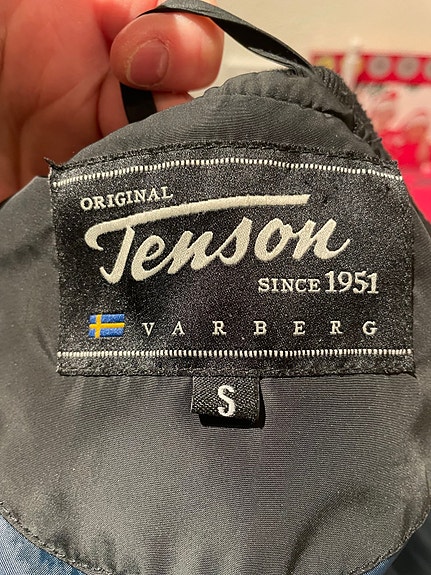 ORIGINAL
Tenson
SINCE 1951
VARBERG
S